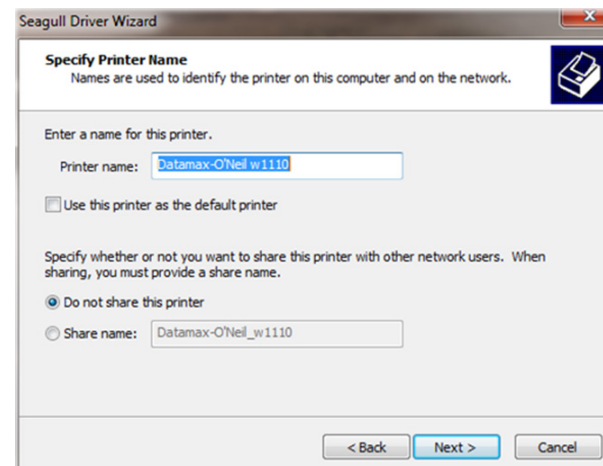 Seagull Driver Wizard
Specify Printer Name
Names are used to identify the printer on this computer and on the network.
Enter a name for this printer.
Printer name: Datamax-O'Neil w1110
Use this printer as the default printer
Specify whether or not you want to share this printer with other network users. When
sharing, you must provide a share name.
Do not share this printer
Share name: Datamax-O'Neil_w1110
< Back Next > Cancel